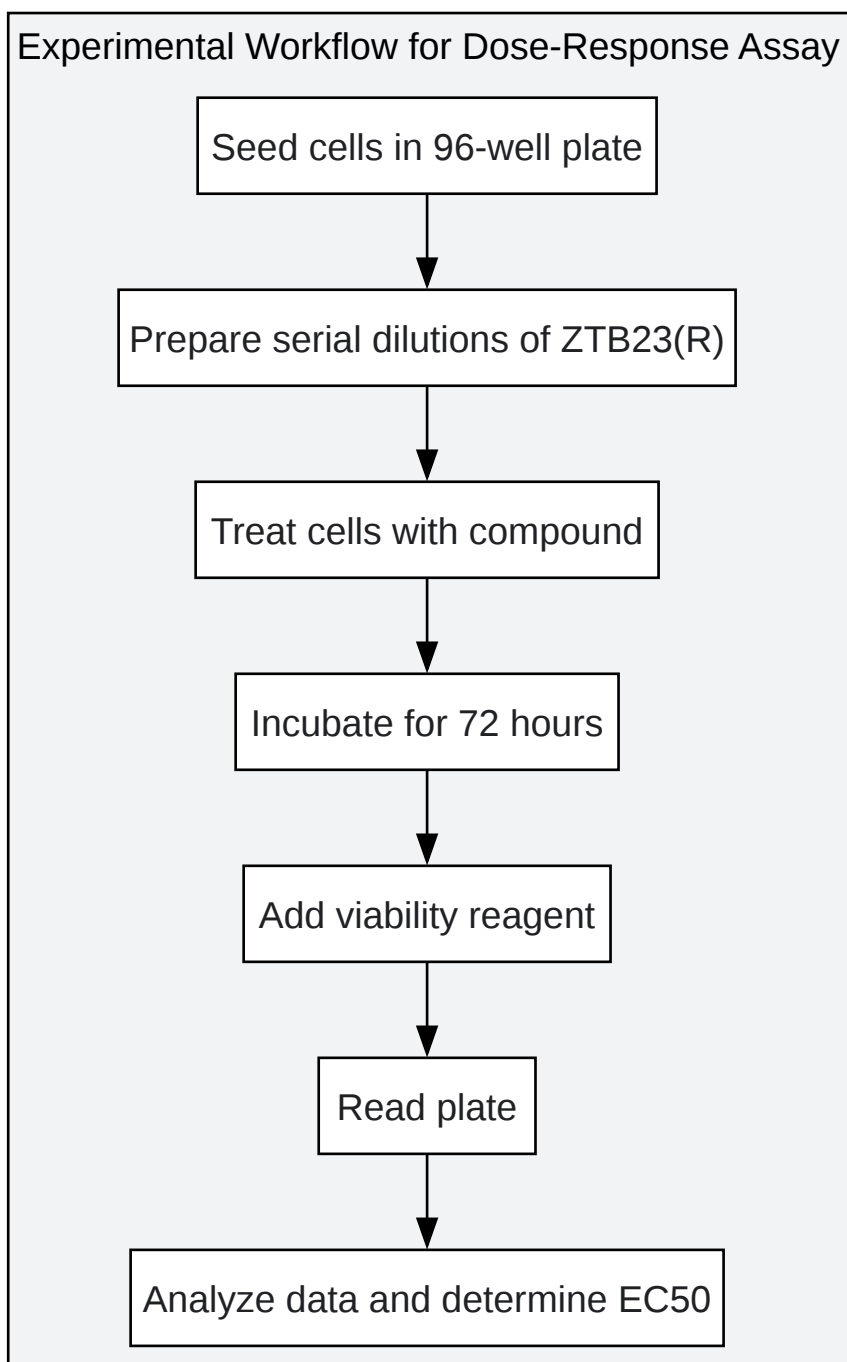 Experimental Workflow for Dose-Response Assay
Seed cells in 96-well plate
Prepare serial dilutions of ZTB23(R)
Treat cells with compound
Incubate for 72 hours
Add viability reagent
Read plate
Analyze data and determine EC50